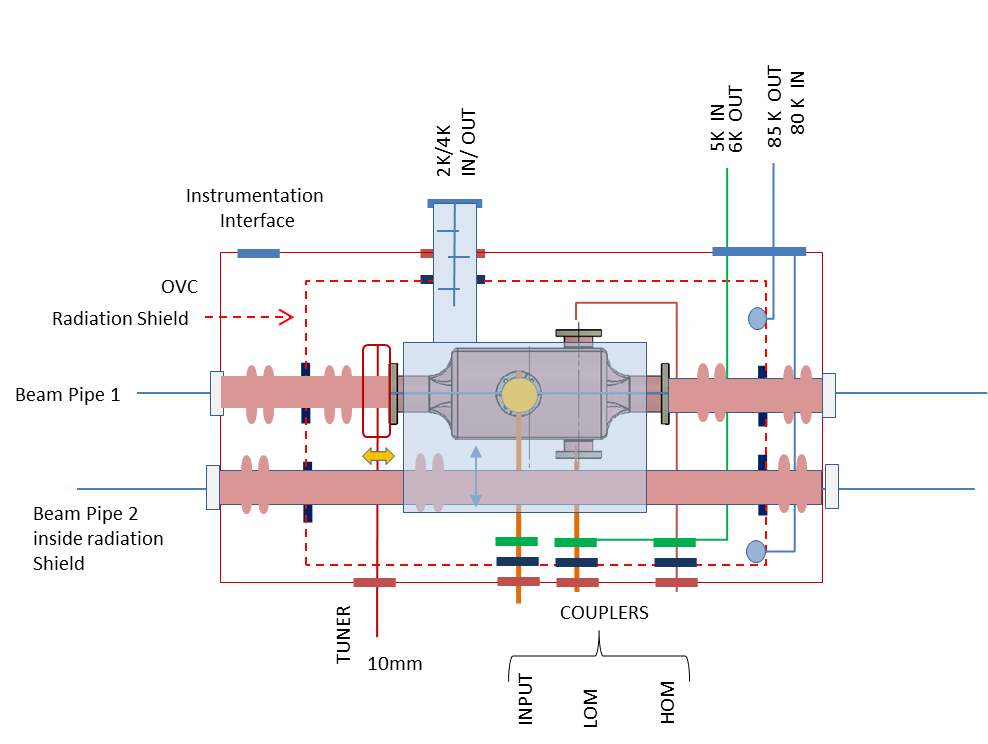 5K IN
6K OUT
85 K OUT
80 K IN
2K/4K
IN/ OUT
Instrumentation
Interface
OVC
Radiation Shield
Beam Pipe 1
Beam Pipe 2
inside radiation
Shield
TUNER
10mm
COUPLERS
INPUT
LOM
HOM